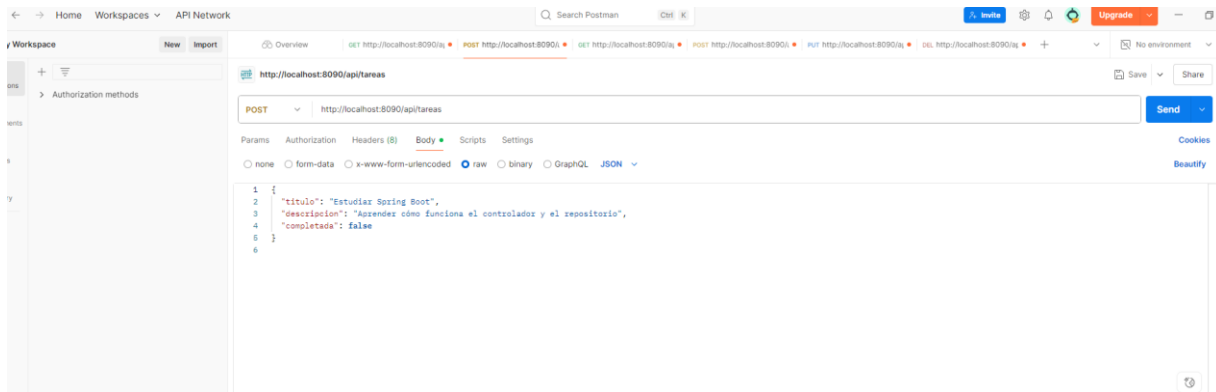 Home Workspaces API Network Search Postman Ctrl K Invite Upgrade
y Workspace New Import Overview GET http://localhost:8090/a POST http://localhost:8090/ GET http://localhost:8090/a POST http://localhost:8090/ PUT http://localhost:8090/a DEL http://localhost:8090/a No environment
http://localhost:8090/api/tareas Save Share
ons
Authorization methods
POST http://localhost:8090/api/tareas Send
ents
Params Authorization Headers (8) Body Scripts Settings Cookies
s
none form-data x-www-form-urlencoded raw binary GraphQL JSON Beautify
1 {
ry
2 "titulo": "Estudiar Spring Boot",
3 "descripcion": "Aprender cómo funciona el controlador y el repositorio",
4 "completada": false
5 }
6